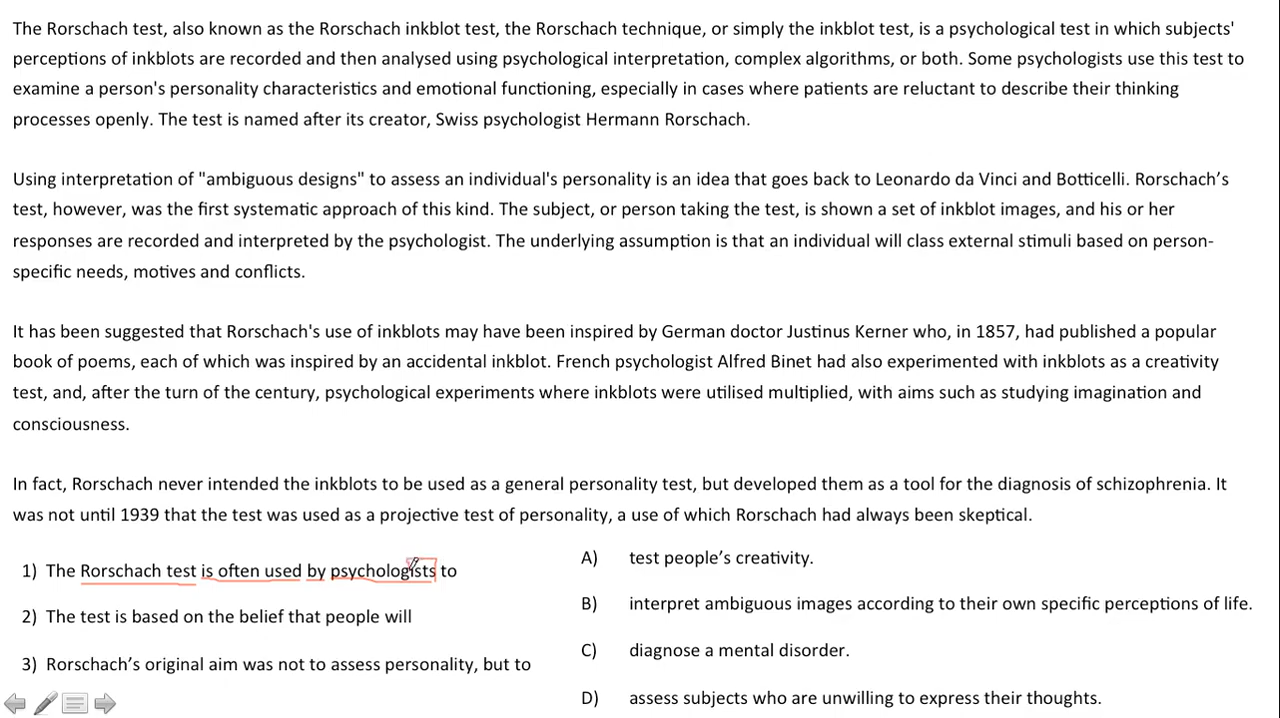 The Rorschach test, also known as the Rorschach inkblot test, the Rorschach technique, or simply the inkblot test, is a psychological test in which subjects'
perceptions of inkblots are recorded and then analysed using psychological interpretation, complex algorithms, or both. Some psychologists use this test to
examine a person's personality characteristics and emotional functioning, especially in cases where patients are reluctant to describe their thinking
processes openly. The test is named after its creator, Swiss psychologist Hermann Rorschach.
Using interpretation of "ambiguous designs" to assess an individual's personality is an idea that goes back to Leonardo da Vinci and Botticelli. Rorschach’s
test, however, was the first systematic approach of this kind. The subject, or person taking the test, is shown a set of inkblot images, and his or her
responses are recorded and interpreted by the psychologist. The underlying assumption is that an individual will class external stimuli based on person-
specific needs, motives and conflicts.
It has been suggested that Rorschach's use of inkblots may have been inspired by German doctor Justinus Kerner who, in 1857, had published a popular
book of poems, each of which was inspired by an accidental inkblot. French psychologist Alfred Binet had also experimented with inkblots as a creativity
test, and, after the turn of the century, psychological experiments where inkblots were utilised multiplied, with aims such as studying imagination and
consciousness.
In fact, Rorschach never intended the inkblots to be used as a general personality test, but developed them as a tool for the diagnosis of schizophrenia. It
was not until 1939 that the test was used as a projective test of personality, a use of which Rorschach had always been skeptical.
1) The Rorschach test is often used by psychologists to
2) The test is based on the belief that people will
3) Rorschach’s original aim was not to assess personality, but to
A) test people’s creativity.
B) interpret ambiguous images according to their own specific perceptions of life.
C) diagnose a mental disorder.
D) assess subjects who are unwilling to express their thoughts.